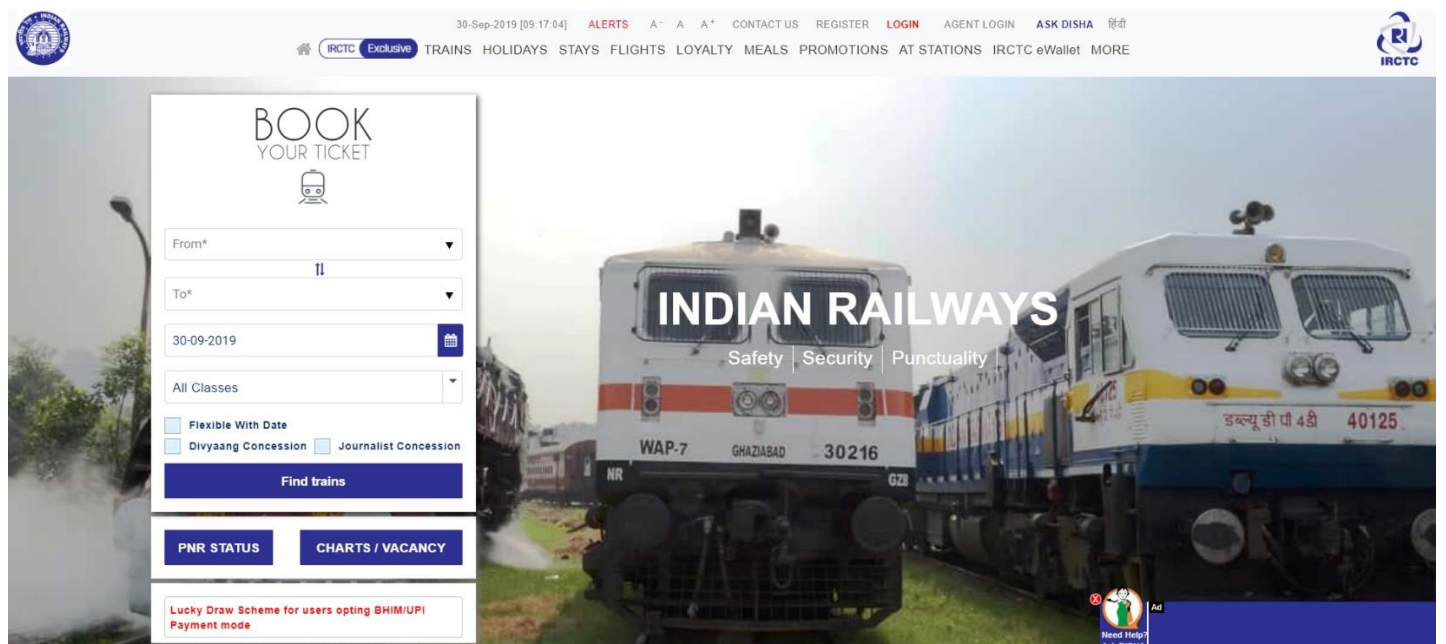 30-Sep-2019 [09:17:04] ALERTS A- A A+ CONTACT US REGISTER LOGIN AGENT LOGIN ASK DISHA हिंदी
IRCTC Exclusive TRAINS HOLIDAYS STAYS FLIGHTS LOYALTY MEALS PROMOTIONS AT STATIONS IRCTC eWallet MORE
IRCTC
BOOK
YOUR TICKET
From*
To*
30-09-2019
All Classes
Flexible With Date
Divyaang Concession Journalist Concession
Find trains
PNR STATUS CHARTS / VACANCY
Lucky Draw Scheme for users opting BHIM/UPI
Payment mode
INDIAN RAILWAYS
Safety | Security | Punctuality |
WAP-7 GHAZIABAD 30216
NR GZB
डब्ल्यू डी पी 4डी 40125
Ad
Need Help?